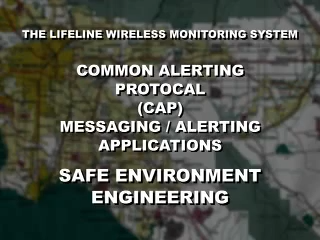 THE LIFELINE WIRELESS MONITORING SYSTEM
COMMON ALERTING
PROTOCAL
(CAP)
MESSAGING / ALERTING
APPLICATIONS
SAFE ENVIRONMENT
ENGINEERING